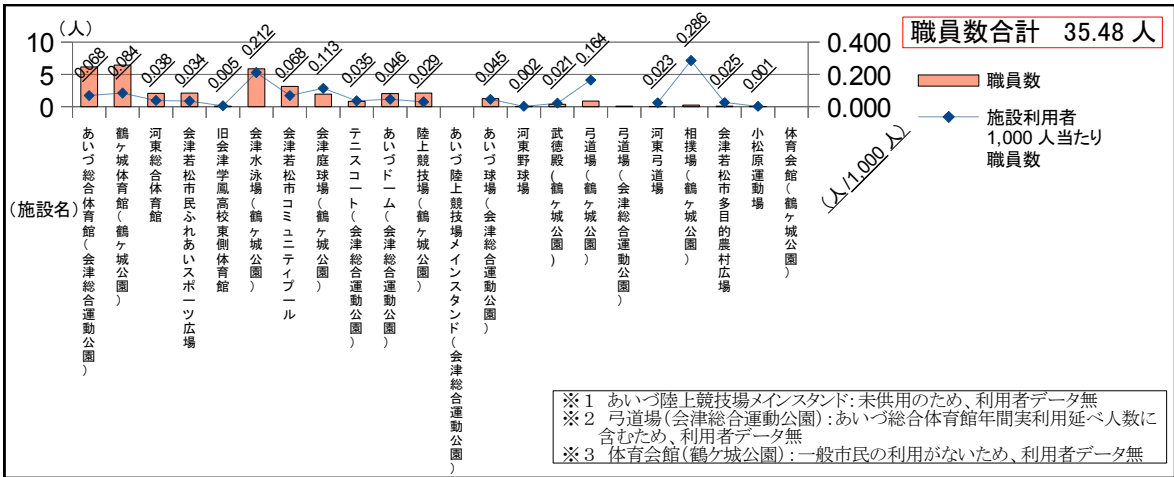 （人）
職員数合計　35.48 人
10
5
0
0.068
0.084
0.038
0.034
0.005
0.212
0.068
0.113
0.035
0.046
0.029
0.045
0.002
0.021
0.164
0.023
0.286
0.025
0.001
0.400
0.200
0.000
（人/1,000 人）
職員数
施設利用者
1,000 人当たり
職員数
（施設名）
あいづ総合体育館（会津総合運動公園）
鶴ヶ城体育館（鶴ヶ城公園）
河東総合体育館
会津若松市民ふれあいスポーツ広場
旧会津学鳳高校東側体育館
会津水泳場（鶴ヶ城公園）
会津若松市コミュニティプール
会津庭球場（鶴ヶ城公園）
テニスコート（会津総合運動公園）
あいづドーム（会津総合運動公園）
陸上競技場（鶴ヶ城公園）
あいづ陸上競技場メインスタンド（会津総合運動公園）
あいづ球場（会津総合運動公園）
河東野球場
武徳殿（鶴ヶ城公園）
弓道場（鶴ヶ城公園）
弓道場（会津総合運動公園）
河東弓道場
相撲場（鶴ヶ城公園）
会津若松市多目的農村広場
小松原運動場
体育会館（鶴ヶ城公園）
※１　あいづ陸上競技場メインスタンド：未供用のため、利用者データ無
※２　弓道場（会津総合運動公園）：あいづ総合体育館年間実利用延べ人数に
含むため、利用者データ無
※３　体育会館（鶴ケ城公園）：一般市民の利用がないため、利用者データ無